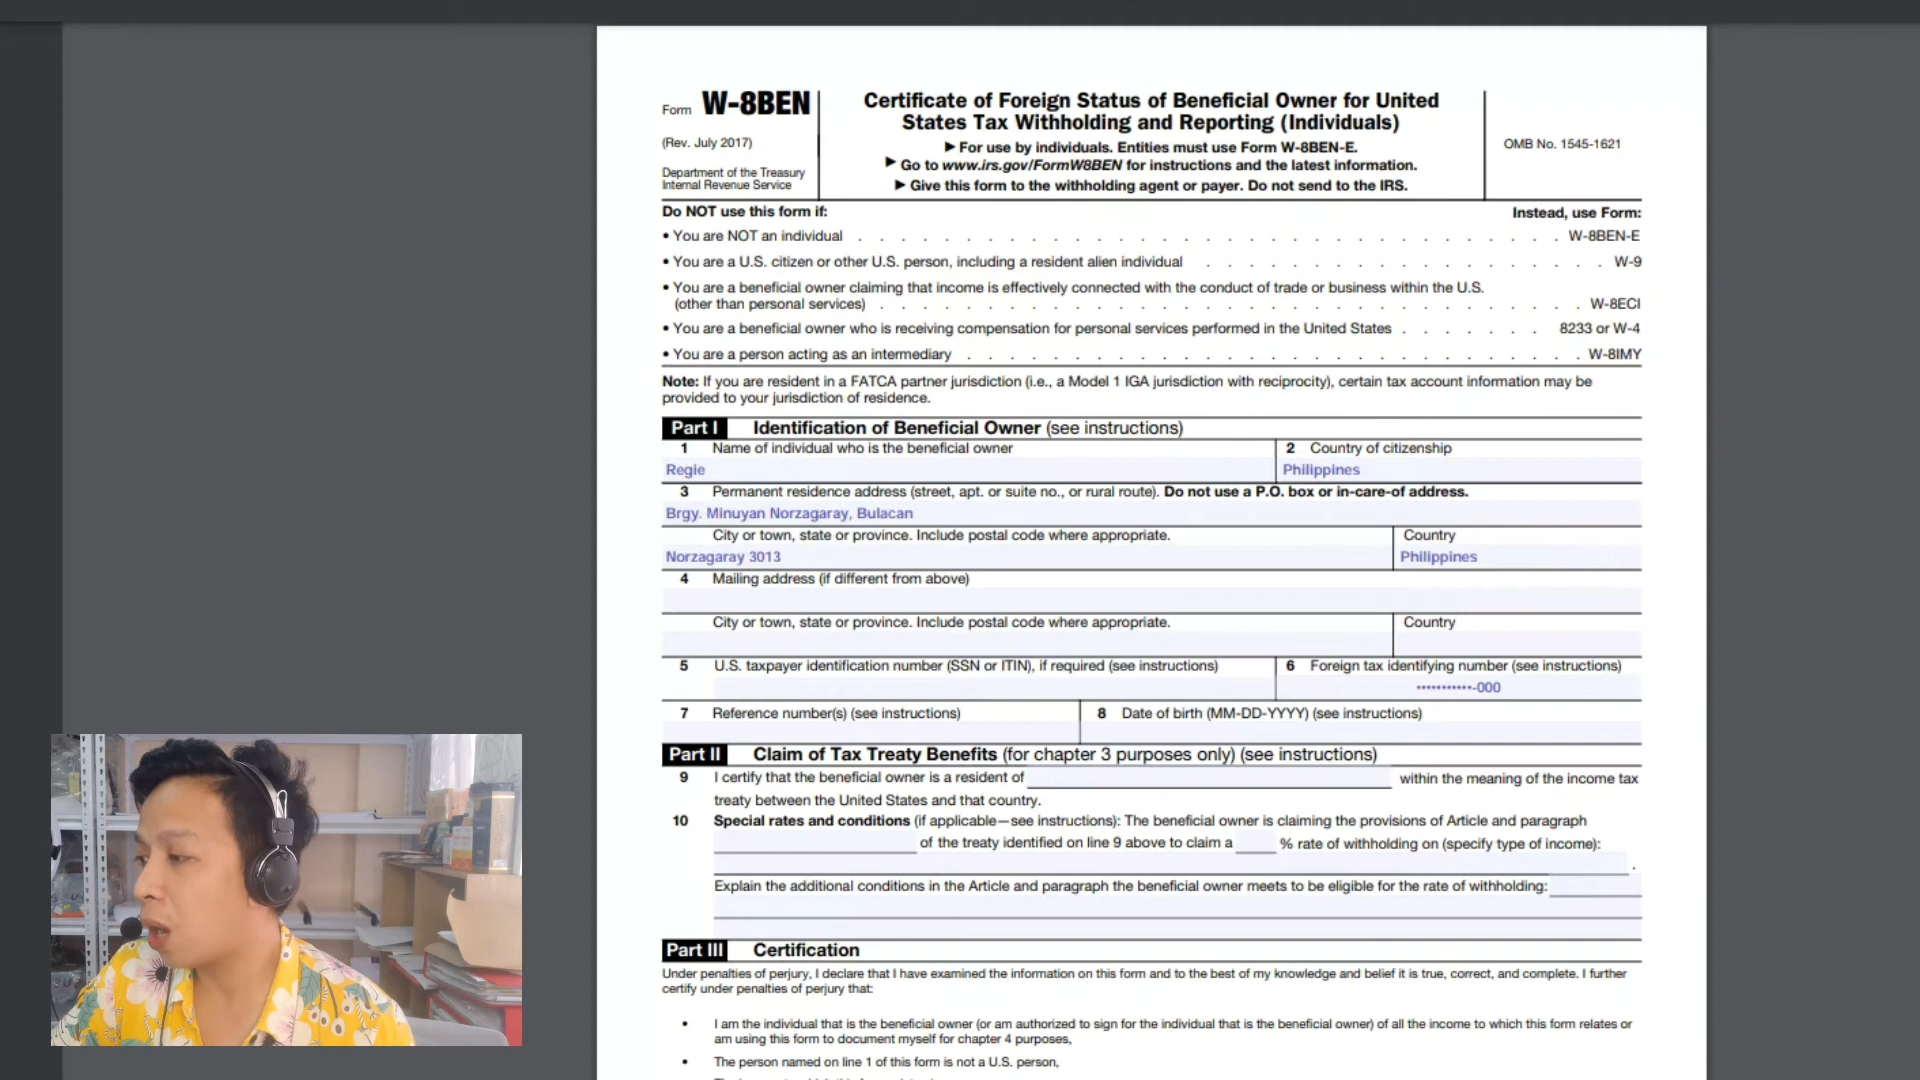 Form W-8BEN
(Rev. July 2017)
Department of the Treasury
Internal Revenue Service
Certificate of Foreign Status of Beneficial Owner for United
States Tax Withholding and Reporting (Individuals)
▶ For use by individuals. Entities must use Form W-8BEN-E.
▶ Go to www.irs.gov/FormW8BEN for instructions and the latest information.
▶ Give this form to the withholding agent or payer. Do not send to the IRS.
OMB No. 1545-1621
Do NOT use this form if: Instead, use Form:
• You are NOT an individual . . . . . . . . . . W-8BEN-E
• You are a U.S. citizen or other U.S. person, including a resident alien individual . . . . . . . . . . W-9
• You are a beneficial owner claiming that income is effectively connected with the conduct of trade or business within the U.S.
(other than personal services) . . . . . . . . . . W-8ECI
• You are a beneficial owner who is receiving compensation for personal services performed in the United States . . . . . . . 8233 or W-4
• You are a person acting as an intermediary . . . . . . . . . . W-8IMY
Note: If you are resident in a FATCA partner jurisdiction (i.e., a Model 1 IGA jurisdiction with reciprocity), certain tax account information may be
provided to your jurisdiction of residence.
Part I Identification of Beneficial Owner (see instructions)
1 Name of individual who is the beneficial owner
Regie
2 Country of citizenship
Philippines
3 Permanent residence address (street, apt. or suite no., or rural route). Do not use a P.O. box or in-care-of address.
Brgy. Minuyan Norzagaray, Bulacan
City or town, state or province. Include postal code where appropriate.
Norzagaray 3013
Country
Philippines
4 Mailing address (if different from above)
City or town, state or province. Include postal code where appropriate.
Country
5 U.S. taxpayer identification number (SSN or ITIN), if required (see instructions)
6 Foreign tax identifying number (see instructions)
•••••••••••-000
7 Reference number(s) (see instructions)
8 Date of birth (MM-DD-YYYY) (see instructions)
Part II Claim of Tax Treaty Benefits (for chapter 3 purposes only) (see instructions)
9 I certify that the beneficial owner is a resident of within the meaning of the income tax
treaty between the United States and that country.
10 Special rates and conditions (if applicable—see instructions): The beneficial owner is claiming the provisions of Article and paragraph
of the treaty identified on line 9 above to claim a % rate of withholding on (specify type of income):
.
Explain the additional conditions in the Article and paragraph the beneficial owner meets to be eligible for the rate of withholding:
Part III Certification
Under penalties of perjury, I declare that I have examined the information on this form and to the best of my knowledge and belief it is true, correct, and complete. I further
certify under penalties of perjury that:
• I am the individual that is the beneficial owner (or am authorized to sign for the individual that is the beneficial owner) of all the income to which this form relates or
am using this form to document myself for chapter 4 purposes,
• The person named on line 1 of this form is not a U.S. person,